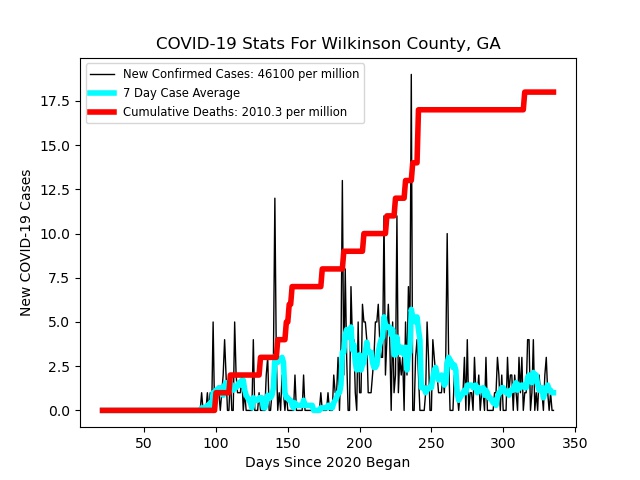 COVID-19 Stats For Wilkinson County, GA
New Confirmed Cases: 46100 per million
7 Day Case Average
Cumulative Deaths: 2010.3 per million
New COVID-19 Cases
17.5
15.0
12.5
10.0
7.5
5.0
2.5
0.0
50 100 150 200 250 300 350
Days Since 2020 Began